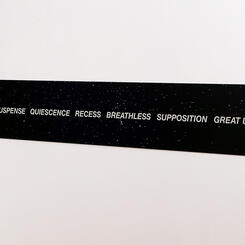 USPENSE QUIESCENCE RECESS BREATHLESS SUPPOSITION GREAT U